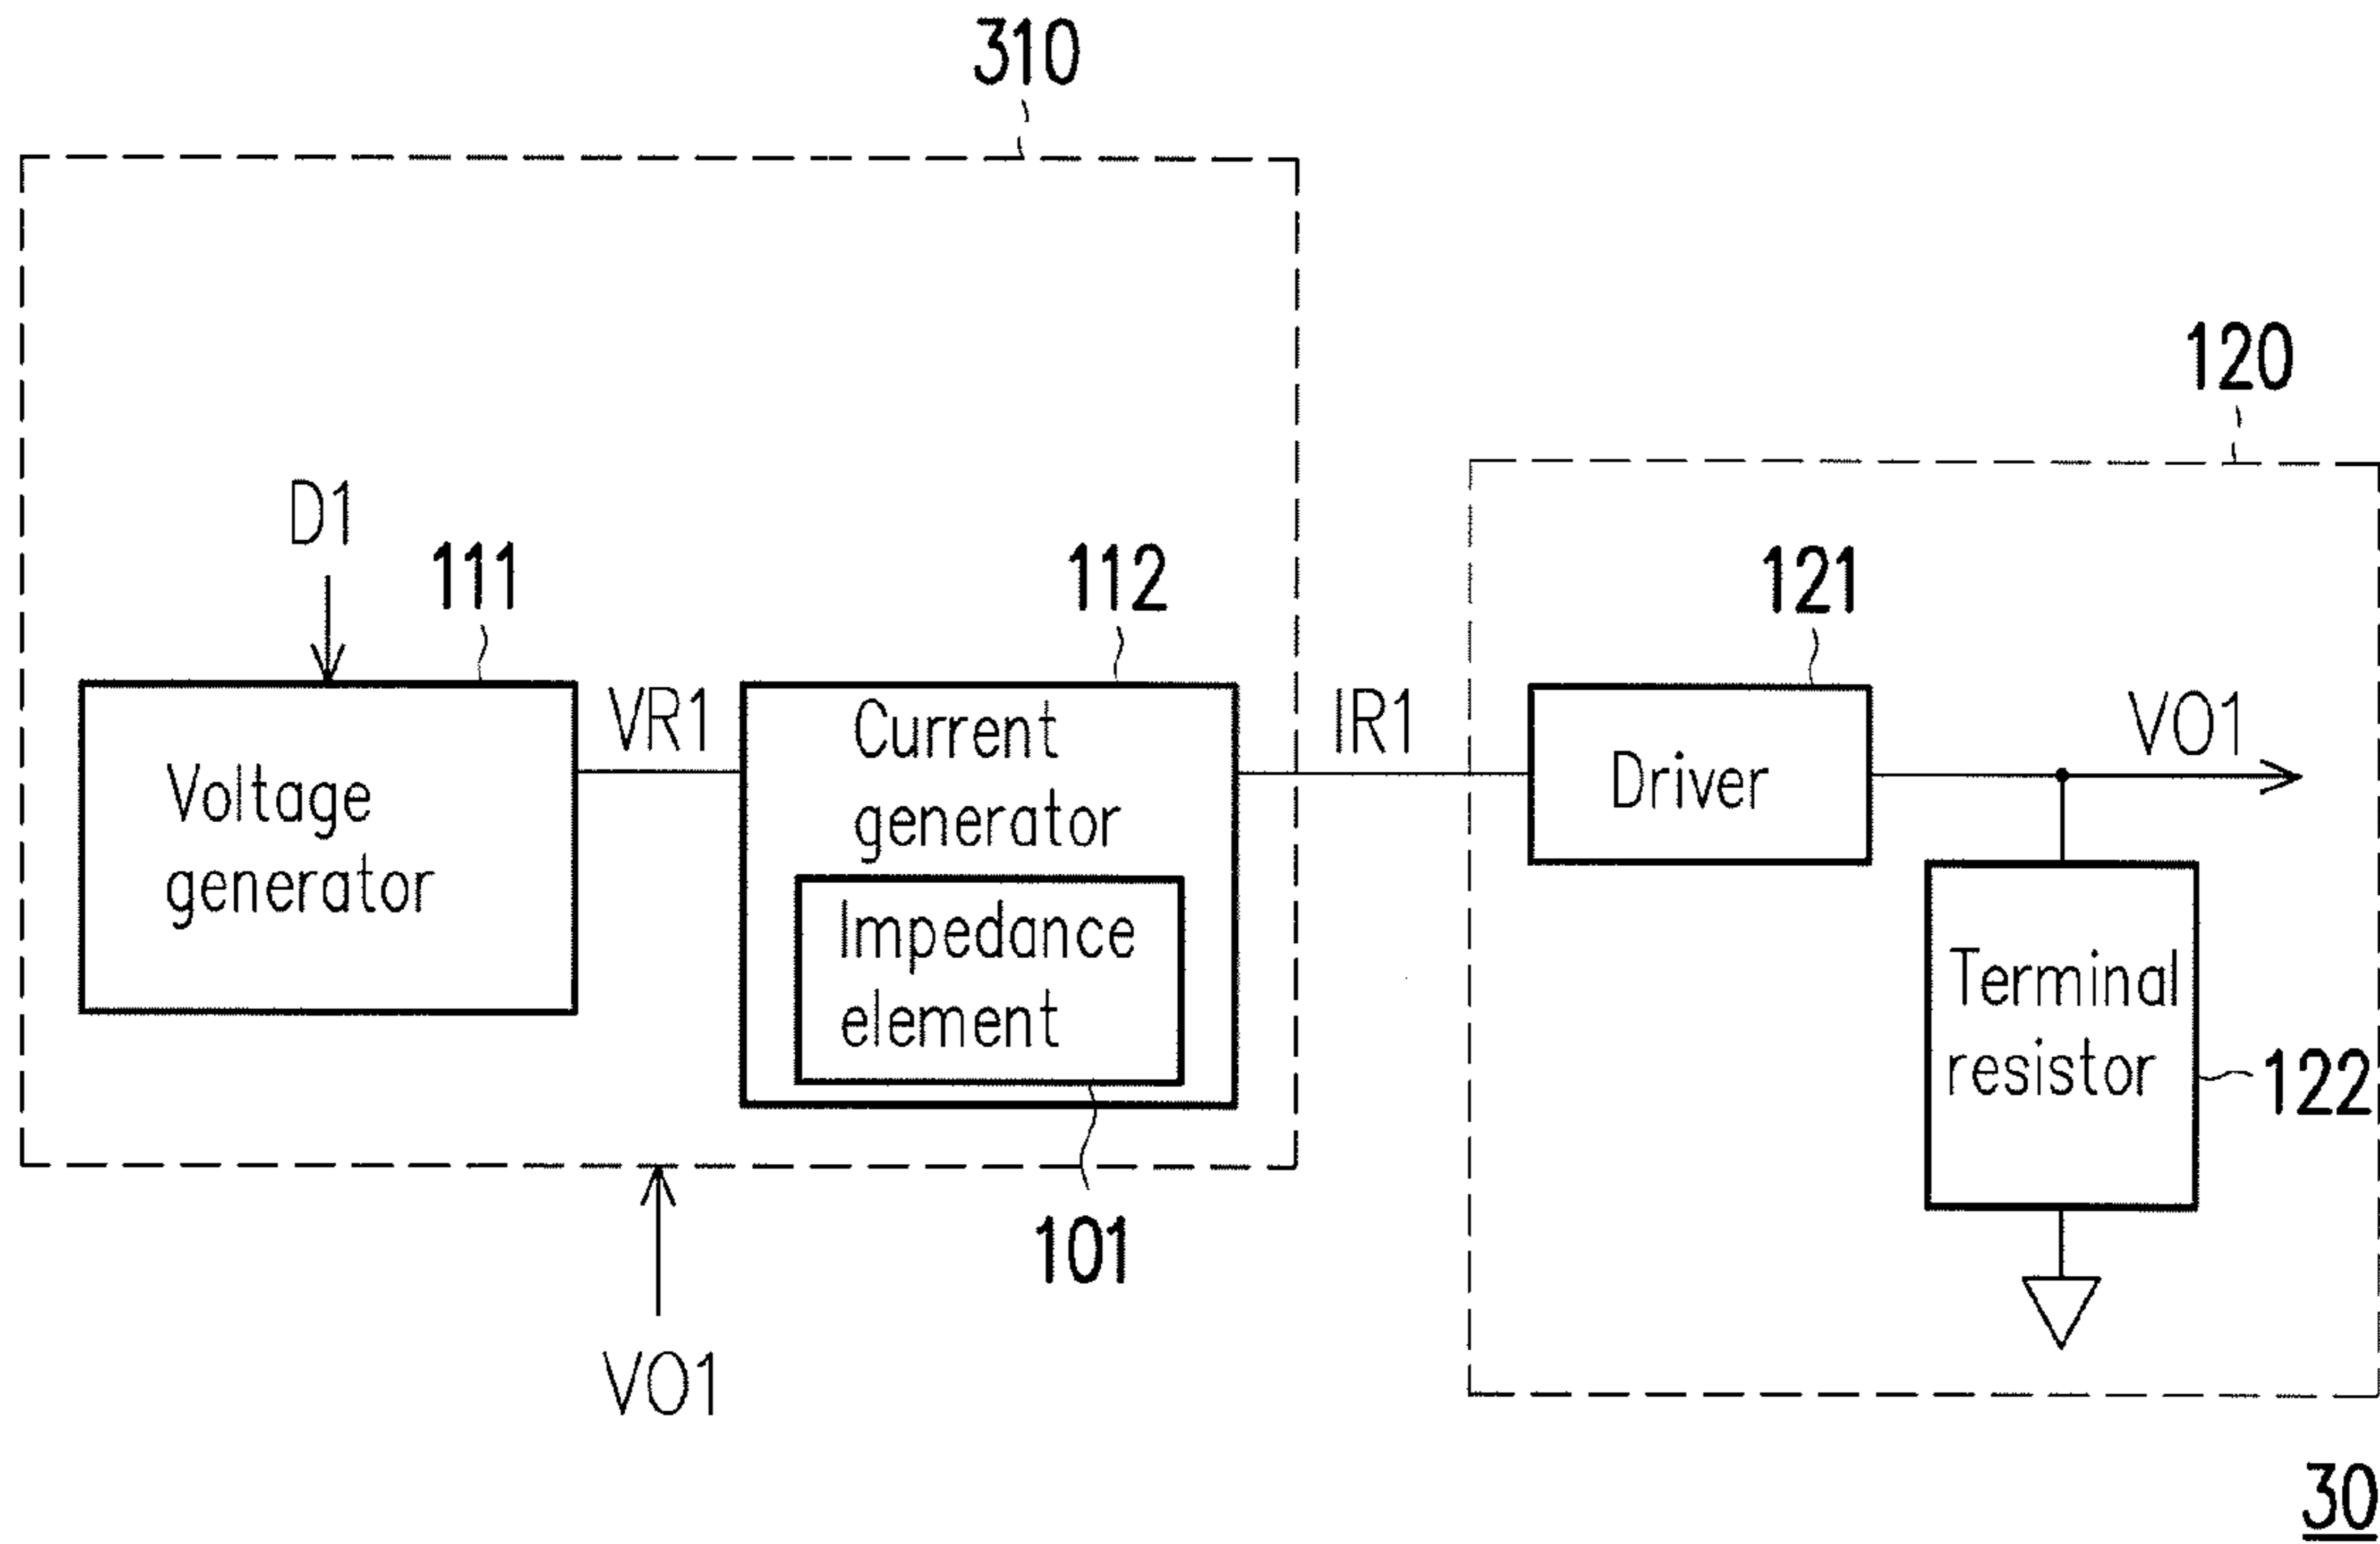 310
120
D1
111
112
121
VR1
IR1
VO1
Voltage
generator
Current
generator
Driver
Impedance
element
Terminal
resistor
122
101
VO1
30